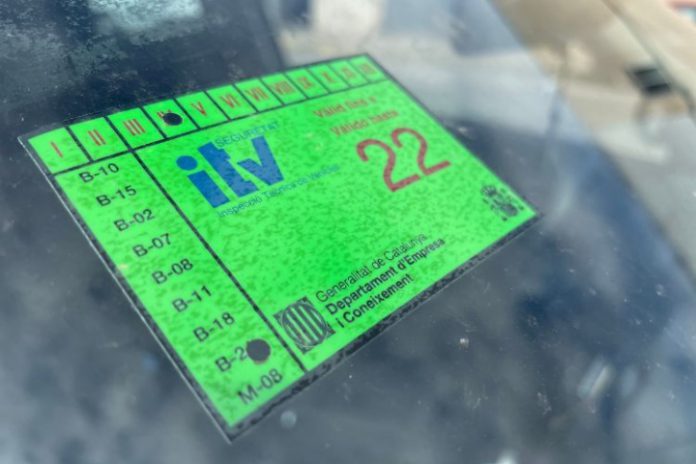 I II III V VI VII VIII IX X XI XII
SEGURETAT
itv
Inspecció Tècnica de Vehicles
Vàlid fins a
Válido hasta
22
B-10
B-15
B-02
B-07
B-08
B-11
B-18
B-2
M-08
Generalitat de Catalunya
Departament d'Empresa
i Coneixement